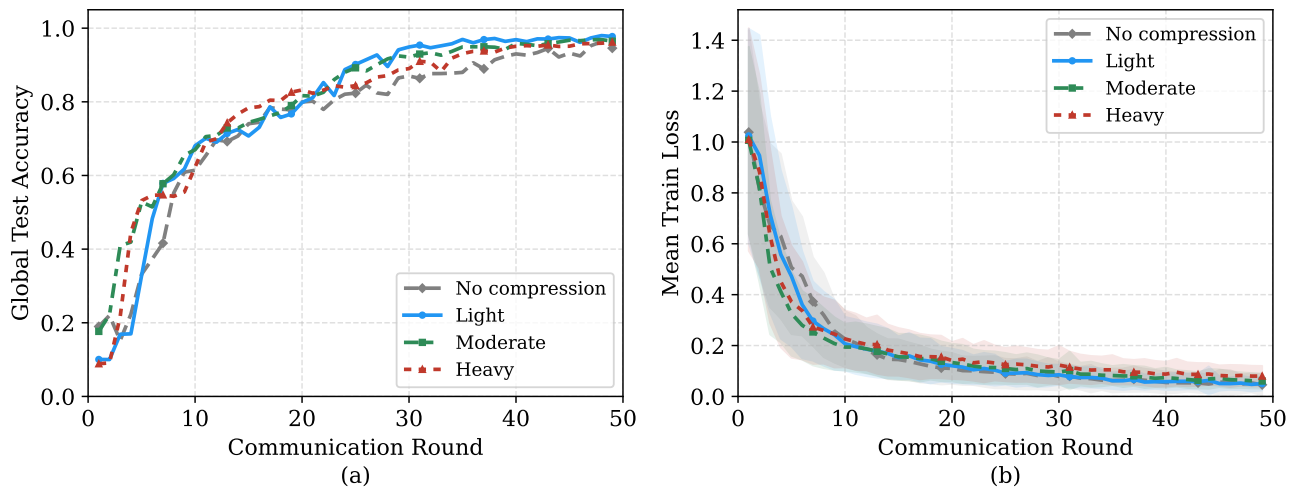 1.0
0.8
0.6
0.4
0.2
0.0
Global Test Accuracy
No compression
Light
Moderate
Heavy
0 10 20 30 40 50
Communication Round
(a)
1.4
1.2
1.0
0.8
0.6
0.4
0.2
0.0
Mean Train Loss
No compression
Light
Moderate
Heavy
0 10 20 30 40 50
Communication Round
(b)